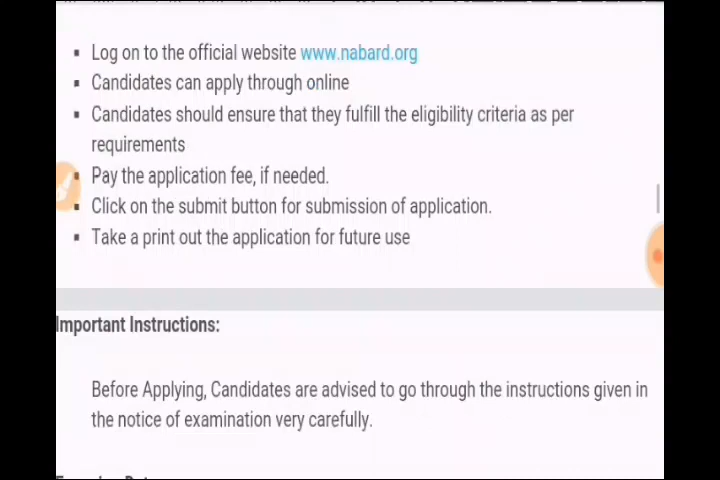 Log on to the official website www.nabard.org
Candidates can apply through online
Candidates should ensure that they fulfill the eligibility criteria as per
requirements
Pay the application fee, if needed.
Click on the submit button for submission of application.
Take a print out the application for future use
Important Instructions:
Before Applying, Candidates are advised to go through the instructions given in
the notice of examination very carefully.